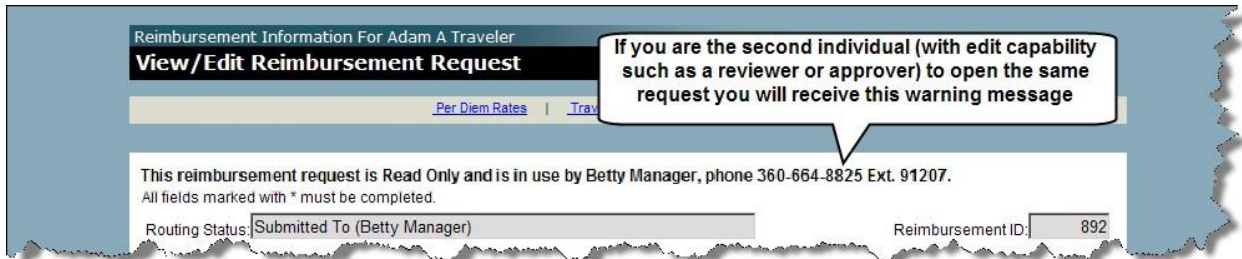 Reimbursement Information For Adam A Traveler
View/Edit Reimbursement Request
If you are the second individual (with edit capability
such as a reviewer or approver) to open the same
request you will receive this warning message
Per Diem Rates | Trav
This reimbursement request is Read Only and is in use by Betty Manager, phone 360-664-8825 Ext. 91207.
All fields marked with * must be completed.
Routing Status: Submitted To (Betty Manager) Reimbursement ID: 892